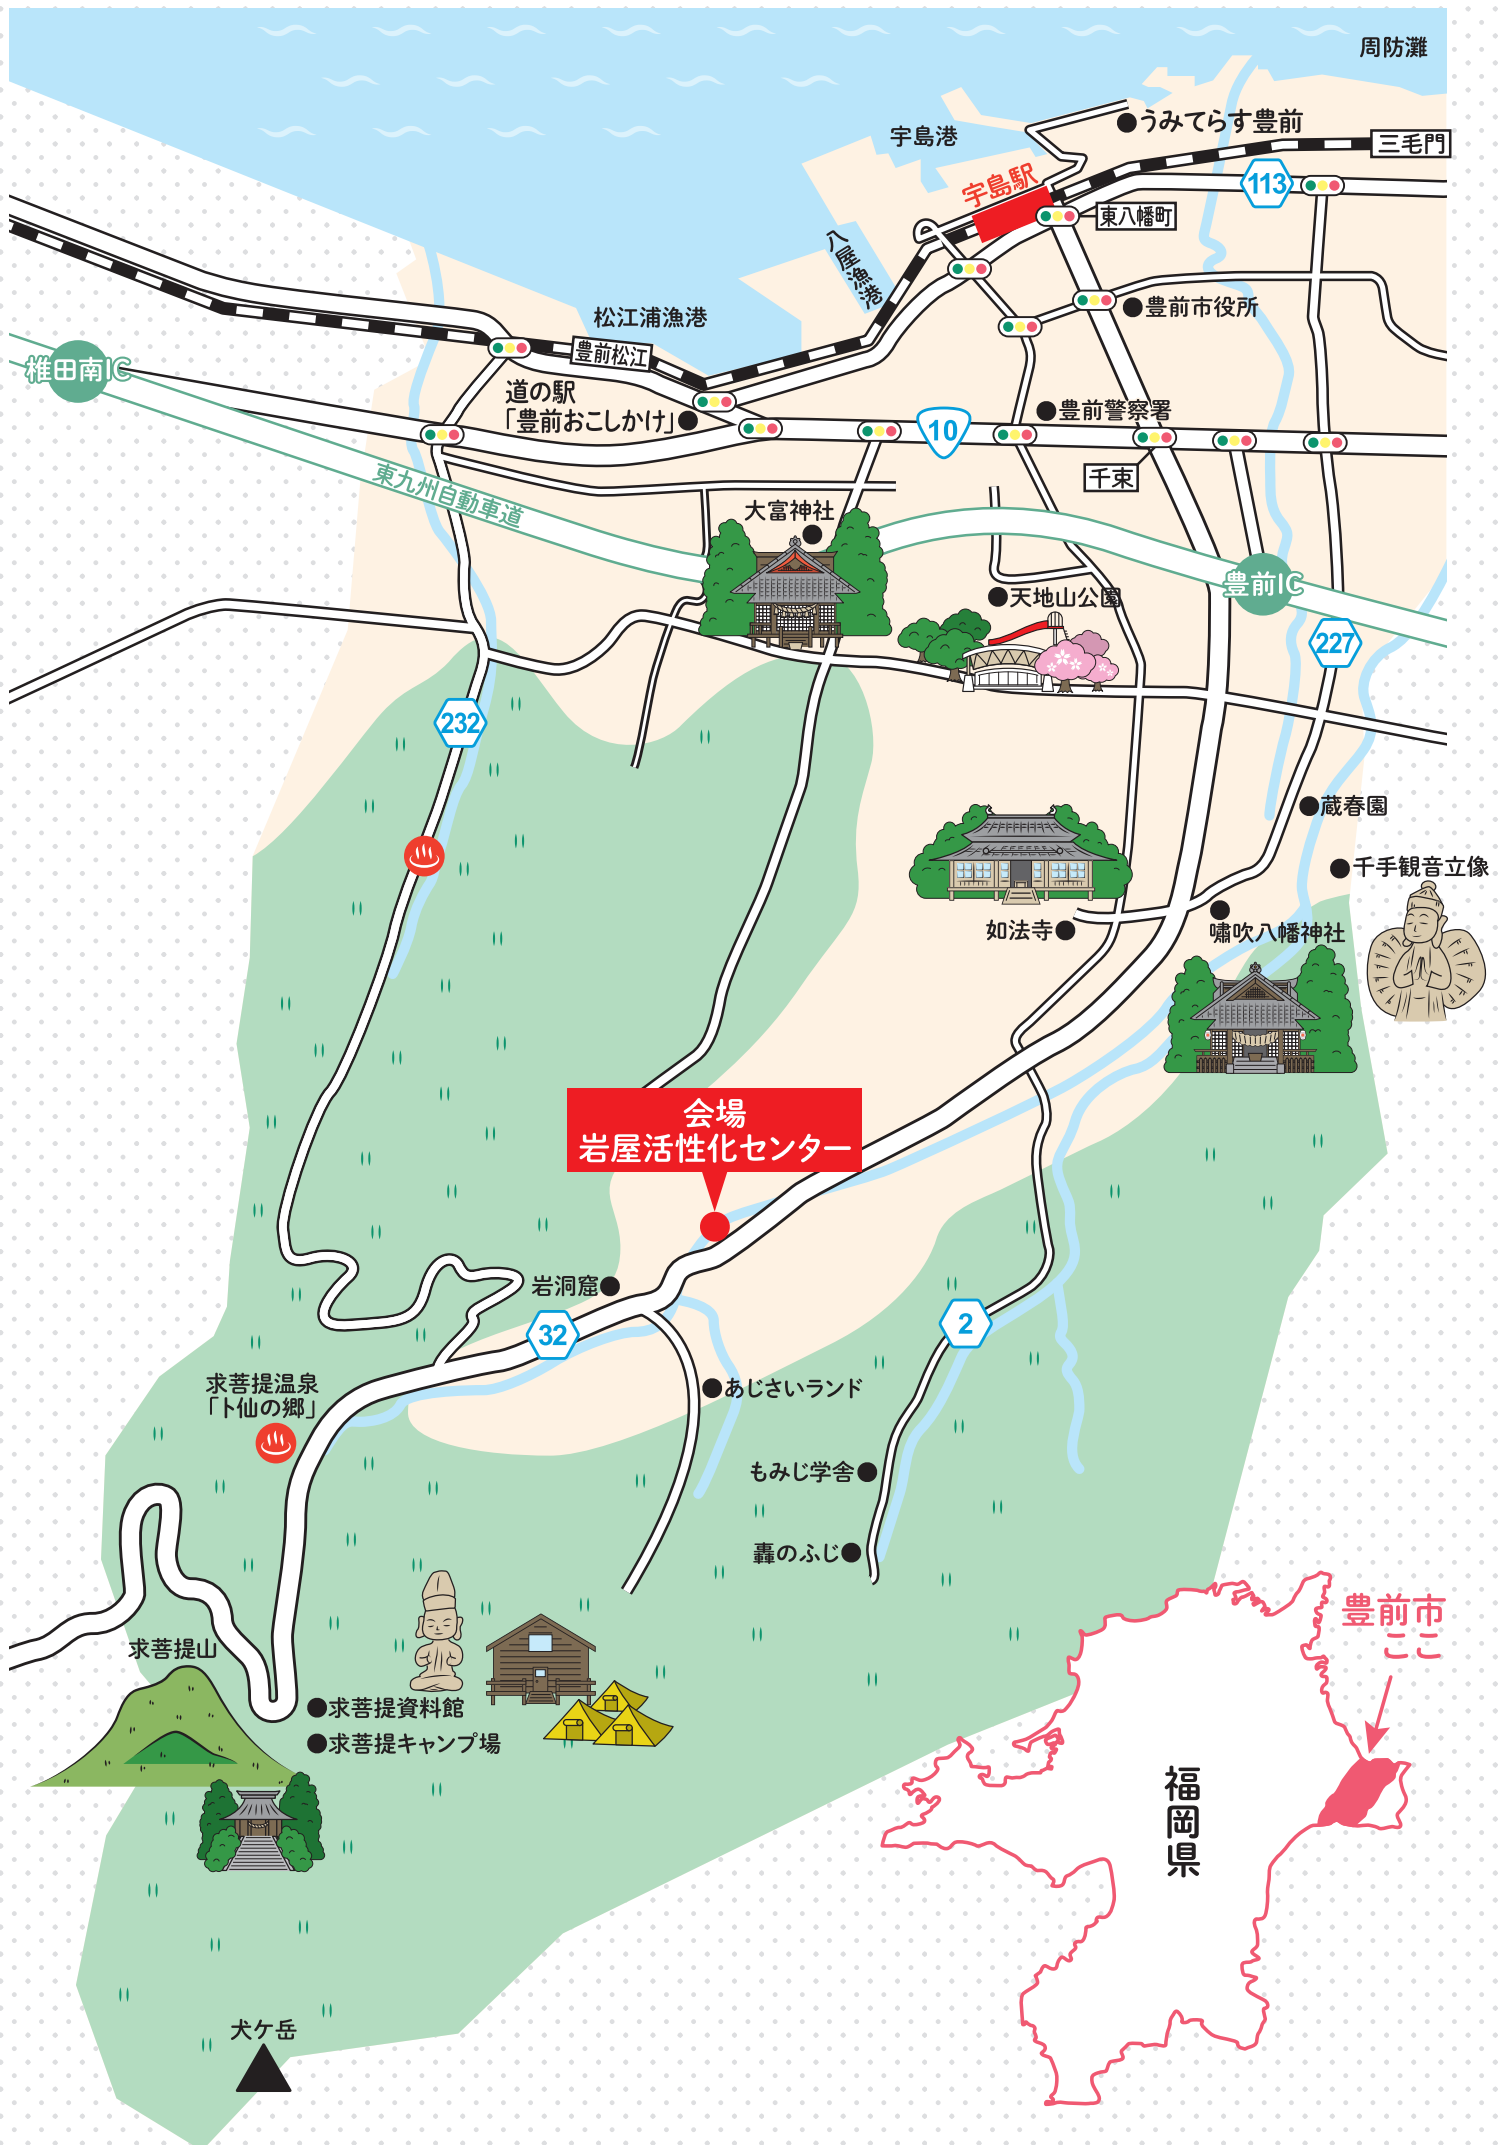 周防灘
うみてらす豊前
宇島港
三毛門
宇島駅
113
東八幡町
八屋漁港
豊前市役所
松江浦漁港
豊前松江
椎田南IC
道の駅
「豊前おこしかけ」
豊前警察署
10
千束
東九州自動車道
大富神社
豊前IC
天地山公園
227
232
蔵春園
千手観音立像
如法寺
嘯吹八幡神社
会場
岩屋活性化センター
岩洞窟
32
2
求菩提温泉
「卜仙の郷」
あじさいランド
もみじ学舎
轟のふじ
求菩提山
求菩提資料館
求菩提キャンプ場
豊前市
ここ
福岡県
犬ケ岳